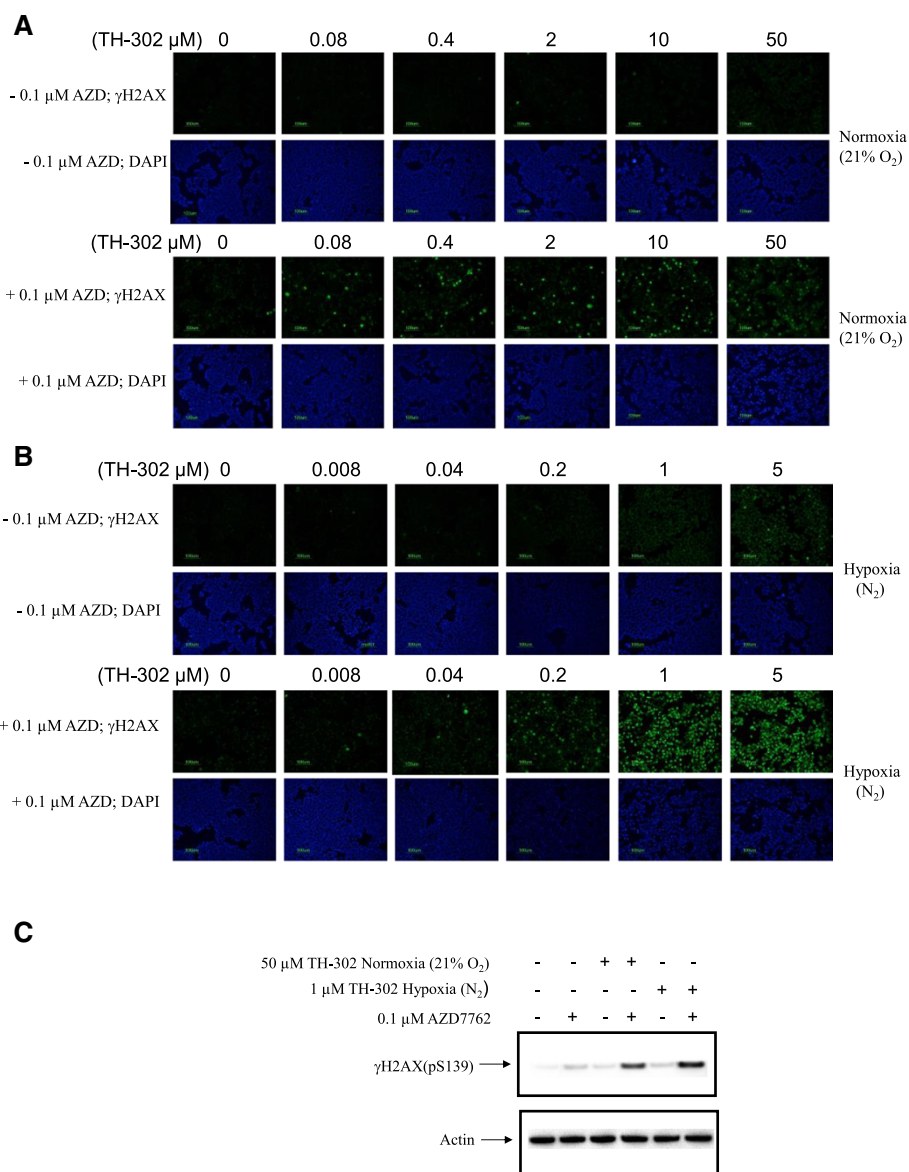 A
(TH-302 µM) 0 0.08 0.4 2 10 50
- 0.1 µM AZD; γH2AX
Normoxia
(21% O₂)
- 0.1 µM AZD; DAPI
(TH-302 µM) 0 0.08 0.4 2 10 50
+ 0.1 µM AZD; γH2AX
Normoxia
(21% O₂)
+ 0.1 µM AZD; DAPI
B
(TH-302 µM) 0 0.008 0.04 0.2 1 5
- 0.1 µM AZD; γH2AX
Hypoxia
(N₂)
- 0.1 µM AZD; DAPI
(TH-302 µM) 0 0.008 0.04 0.2 1 5
+ 0.1 µM AZD; γH2AX
Hypoxia
(N₂)
+ 0.1 µM AZD; DAPI
C
50 µM TH-302 Normoxia (21% O₂) - - + + - -
1 µM TH-302 Hypoxia (N₂) - - - - + +
0.1 µM AZD7762 - + - + - +
γH2AX(pS139)
Actin